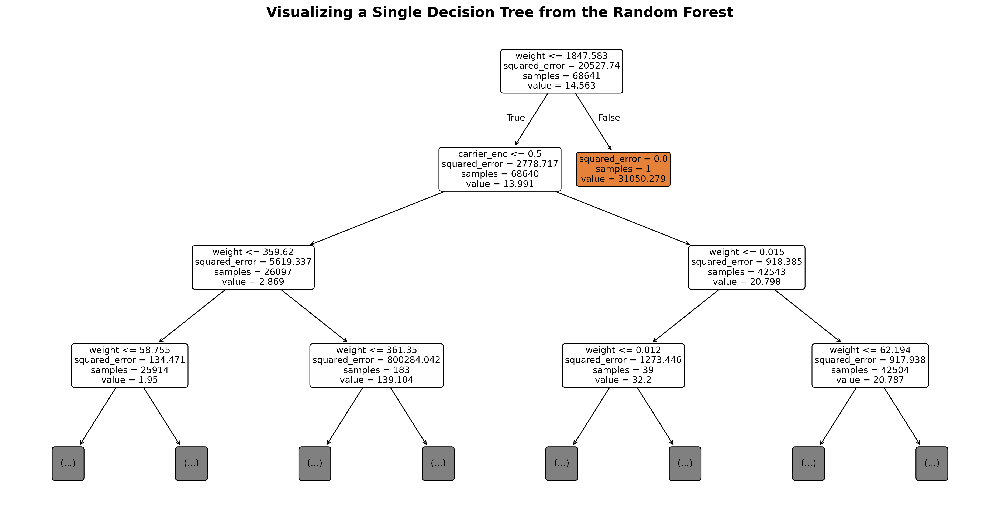 Visualizing a Single Decision Tree from the Random Forest
weight <= 1847.583
squared_error = 20527.74
samples = 68641
value = 14.563
True
False
carrier_enc <= 0.5
squared_error = 2778.717
samples = 68640
value = 13.991
squared_error = 0.0
samples = 1
value = 31050.279
weight <= 359.62
squared_error = 5619.337
samples = 26097
value = 2.869
weight <= 0.015
squared_error = 918.385
samples = 42543
value = 20.798
weight <= 58.755
squared_error = 134.471
samples = 25914
value = 1.95
weight <= 361.35
squared_error = 800284.042
samples = 183
value = 139.104
weight <= 0.012
squared_error = 1273.446
samples = 39
value = 32.2
weight <= 62.194
squared_error = 917.938
samples = 42504
value = 20.787
(...)
(...)
(...)
(...)
(...)
(...)
(...)
(...)